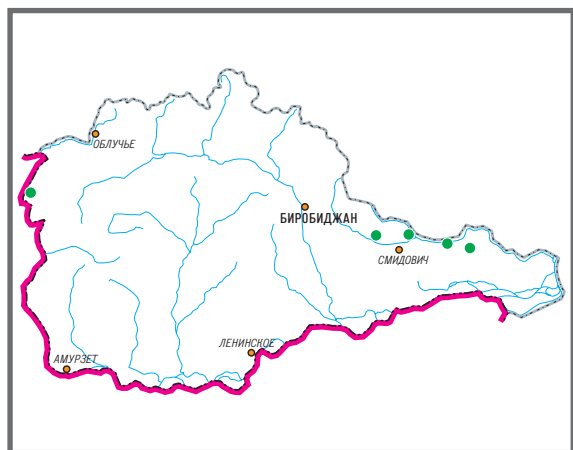 ОБЛУЧЬЕ
БИРОБИДЖАН
СМИДОВИЧ
ЛЕНИНСКОЕ
АМУРЗЕТ